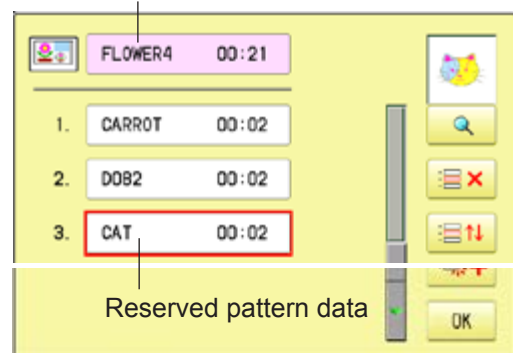 FLOWER4 00:21
1. CARROT 00:02
2. DOB2 00:02
3. CAT 00:02
Reserved pattern data
OK